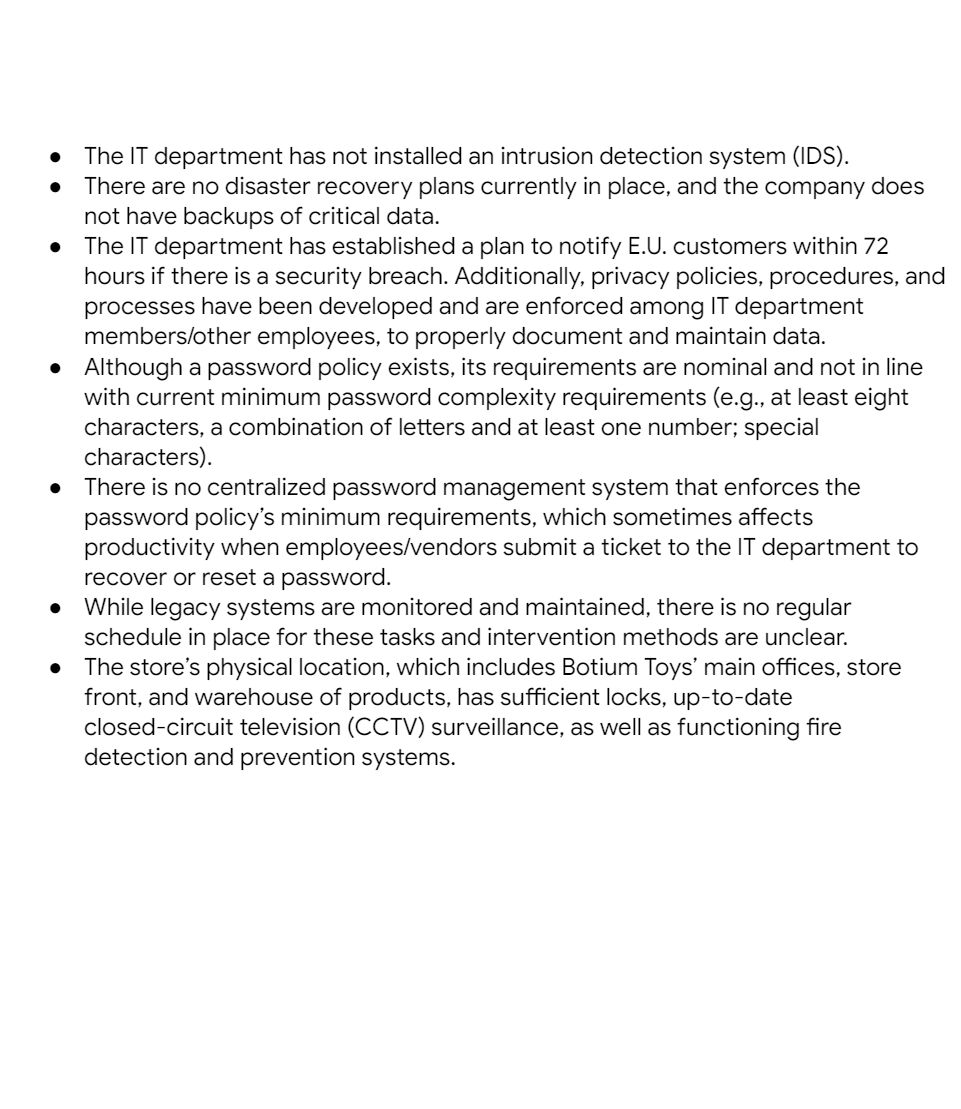 ● The IT department has not installed an intrusion detection system (IDS).
● There are no disaster recovery plans currently in place, and the company does
not have backups of critical data.
● The IT department has established a plan to notify E.U. customers within 72
hours if there is a security breach. Additionally, privacy policies, procedures, and
processes have been developed and are enforced among IT department
members/other employees, to properly document and maintain data.
● Although a password policy exists, its requirements are nominal and not in line
with current minimum password complexity requirements (e.g., at least eight
characters, a combination of letters and at least one number; special
characters).
● There is no centralized password management system that enforces the
password policy’s minimum requirements, which sometimes affects
productivity when employees/vendors submit a ticket to the IT department to
recover or reset a password.
● While legacy systems are monitored and maintained, there is no regular
schedule in place for these tasks and intervention methods are unclear.
● The store’s physical location, which includes Botium Toys’ main offices, store
front, and warehouse of products, has sufficient locks, up-to-date
closed-circuit television (CCTV) surveillance, as well as functioning fire
detection and prevention systems.